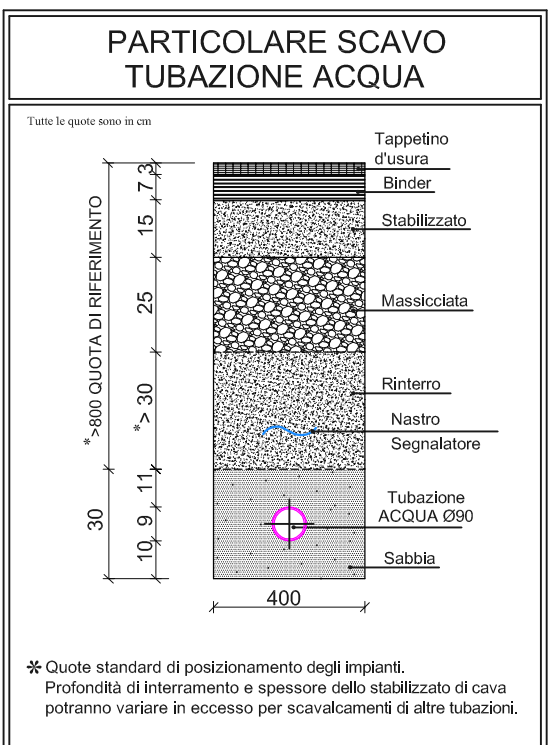 PARTICOLARE SCAVO
TUBAZIONE ACQUA
Tutte le quote sono in cm
Tappetino
d'usura
Binder
Stabilizzato
Massicciata
Rinterro
Nastro
Segnalatore
Tubazione
ACQUA Ø90
Sabbia
*>800 QUOTA DI RIFERIMENTO
30
3
7
15
25
*> 30
11
9
10
400
* Quote standard di posizionamento degli impianti.
Profondità di interramento e spessore dello stabilizzato di cava
potranno variare in eccesso per scavalcamenti di altre tubazioni.